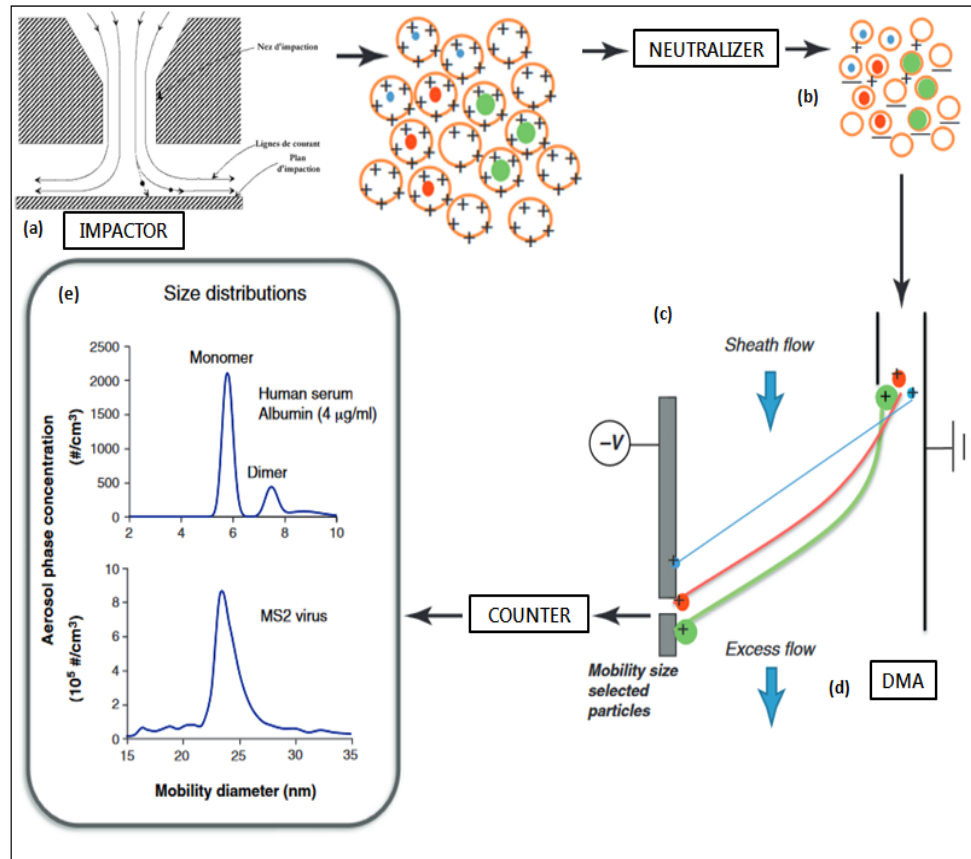 Nez d'impaction
Lignes de courant
Plan
d'impaction
(a)
IMPACTOR
NEUTRALIZER
(b)
(c)
Sheath flow
–V
Excess flow
(d)
DMA
Mobility size
selected
particles
COUNTER
(e)
Size distributions
Aerosol phase concentration
(#/cm³)
2500
2000
1500
1000
500
0
Monomer
Human serum
Albumin (4 µg/ml)
Dimer
2 4 6 8 10
(10⁵ #/cm³)
10
8
6
4
2
0
MS2 virus
15 20 25 30 35
Mobility diameter (nm)